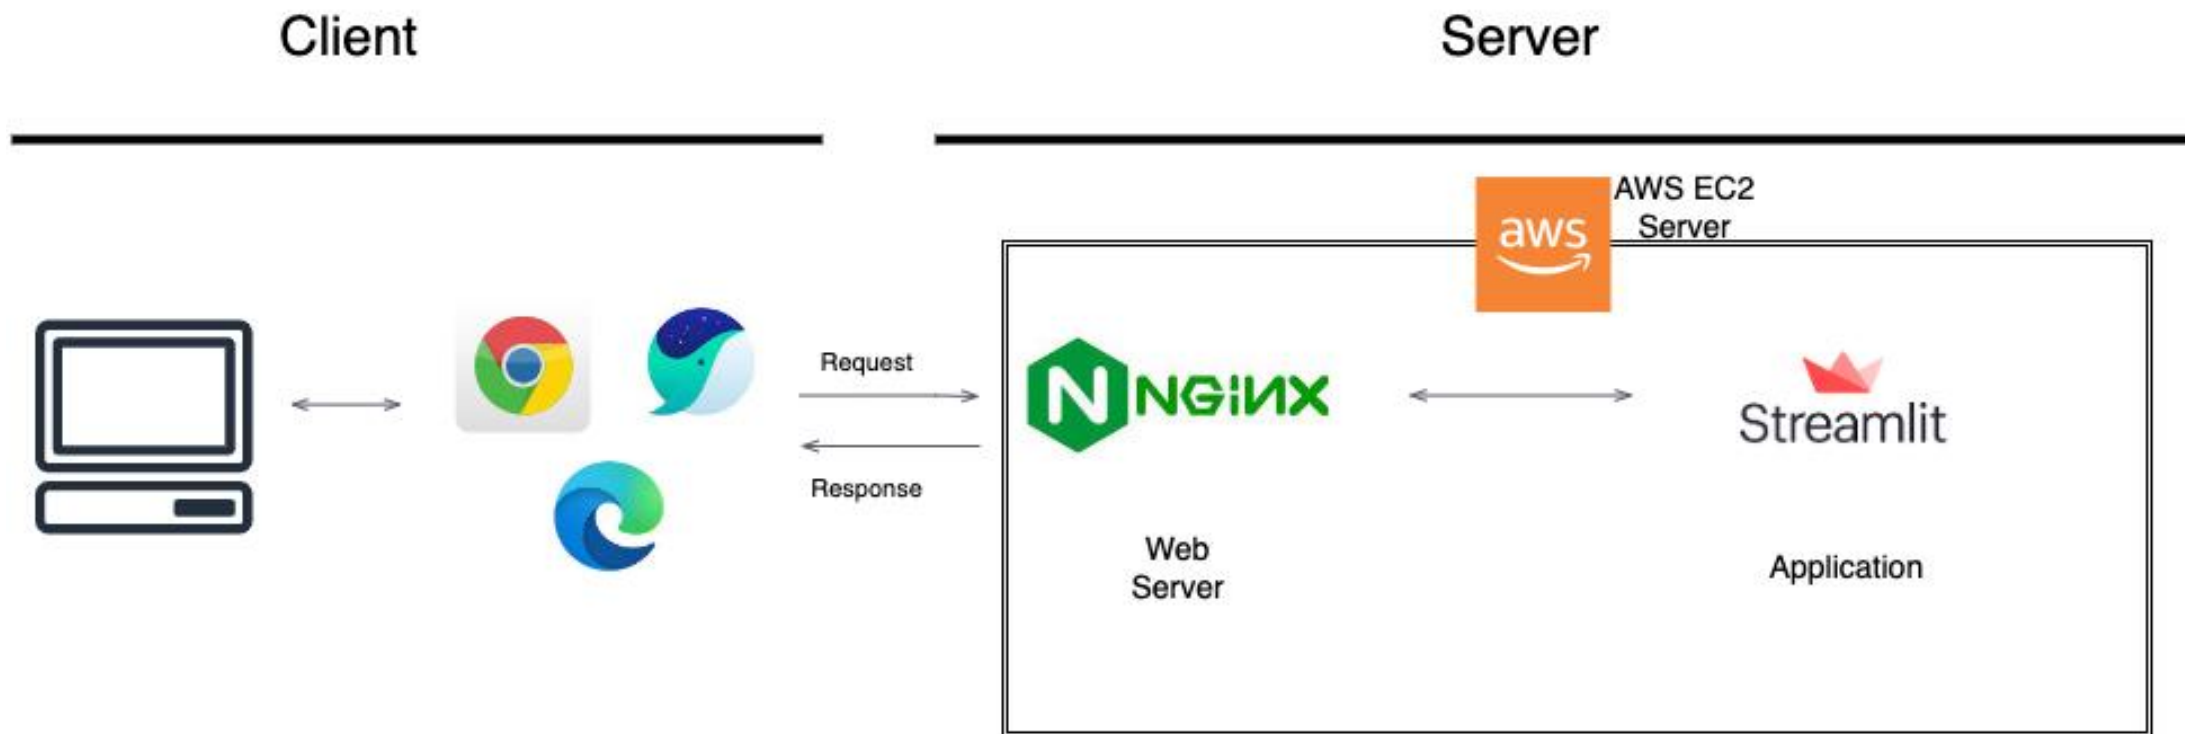 Client
Server
aws
AWS EC2
Server
Request
Response
N NGiNX
Streamlit
Web
Server
Application